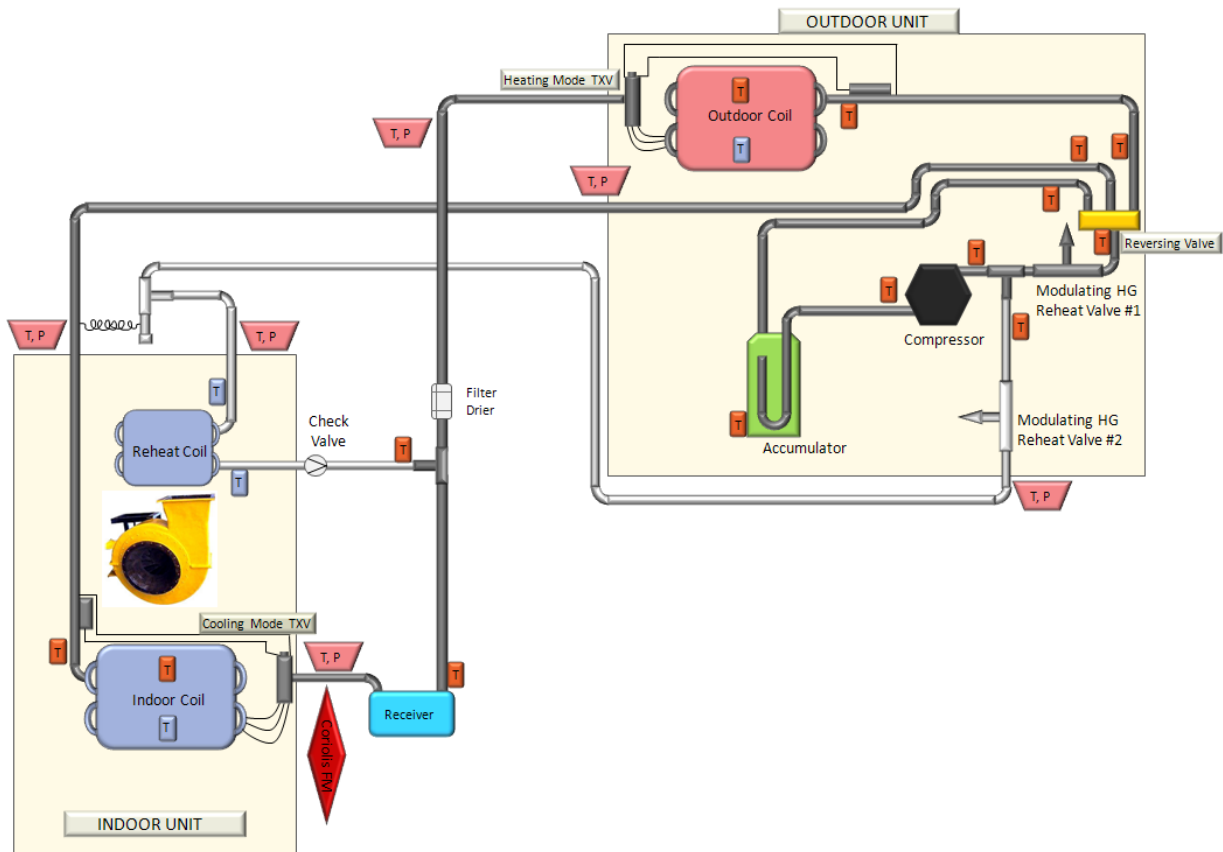 OUTDOOR UNIT
Heating Mode TXV
T
Outdoor Coil
T
T
T, P
T
T
T, P
T
T
Reversing Valve
T
T
Modulating HG
Reheat Valve #1
T
Compressor
T, P
T, P
T
Filter
Drier
Check
Valve
T
Reheat Coil
T
T
Accumulator
Modulating HG
Reheat Valve #2
T, P
Cooling Mode TXV
T
T, P
T
T
Indoor Coil
T
Receiver
Coriolis FM
INDOOR UNIT